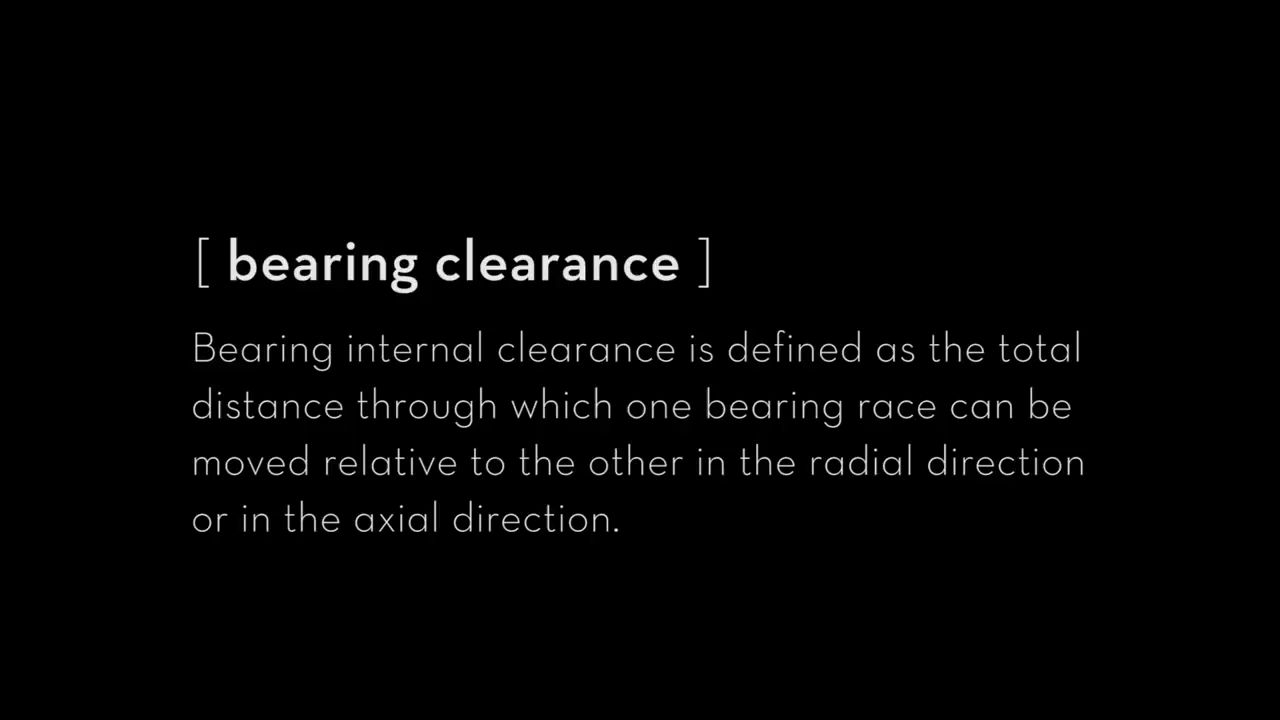 [ bearing clearance ]
Bearing internal clearance is defined as the total
distance through which one bearing race can be
moved relative to the other in the radial direction
or in the axial direction.